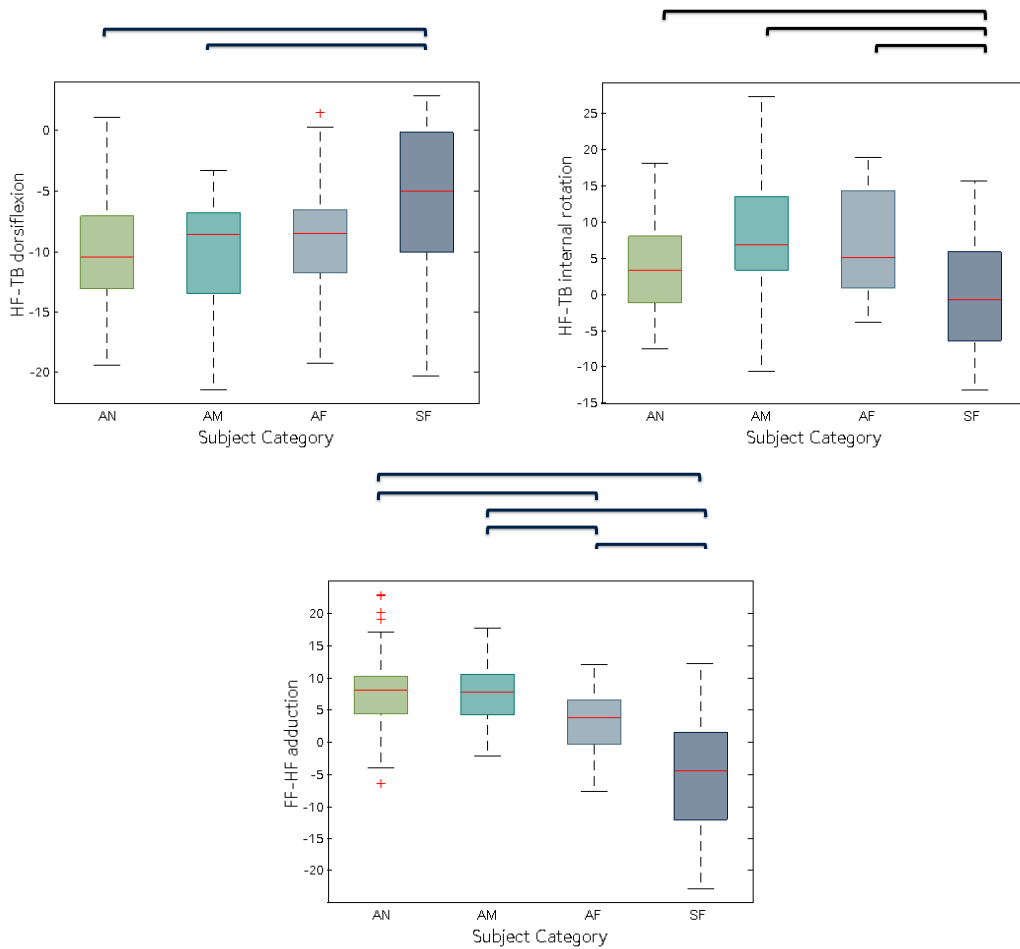 HF-TB dorsiflexion
0
-5
-10
-15
-20
AN AM AF SF
Subject Category
HF-TB internal rotation
25
20
15
10
5
0
-5
-10
-15
AN AM AF SF
Subject Category
FF-HF adduction
20
15
10
5
0
-5
-10
-15
-20
AN AM AF SF
Subject Category